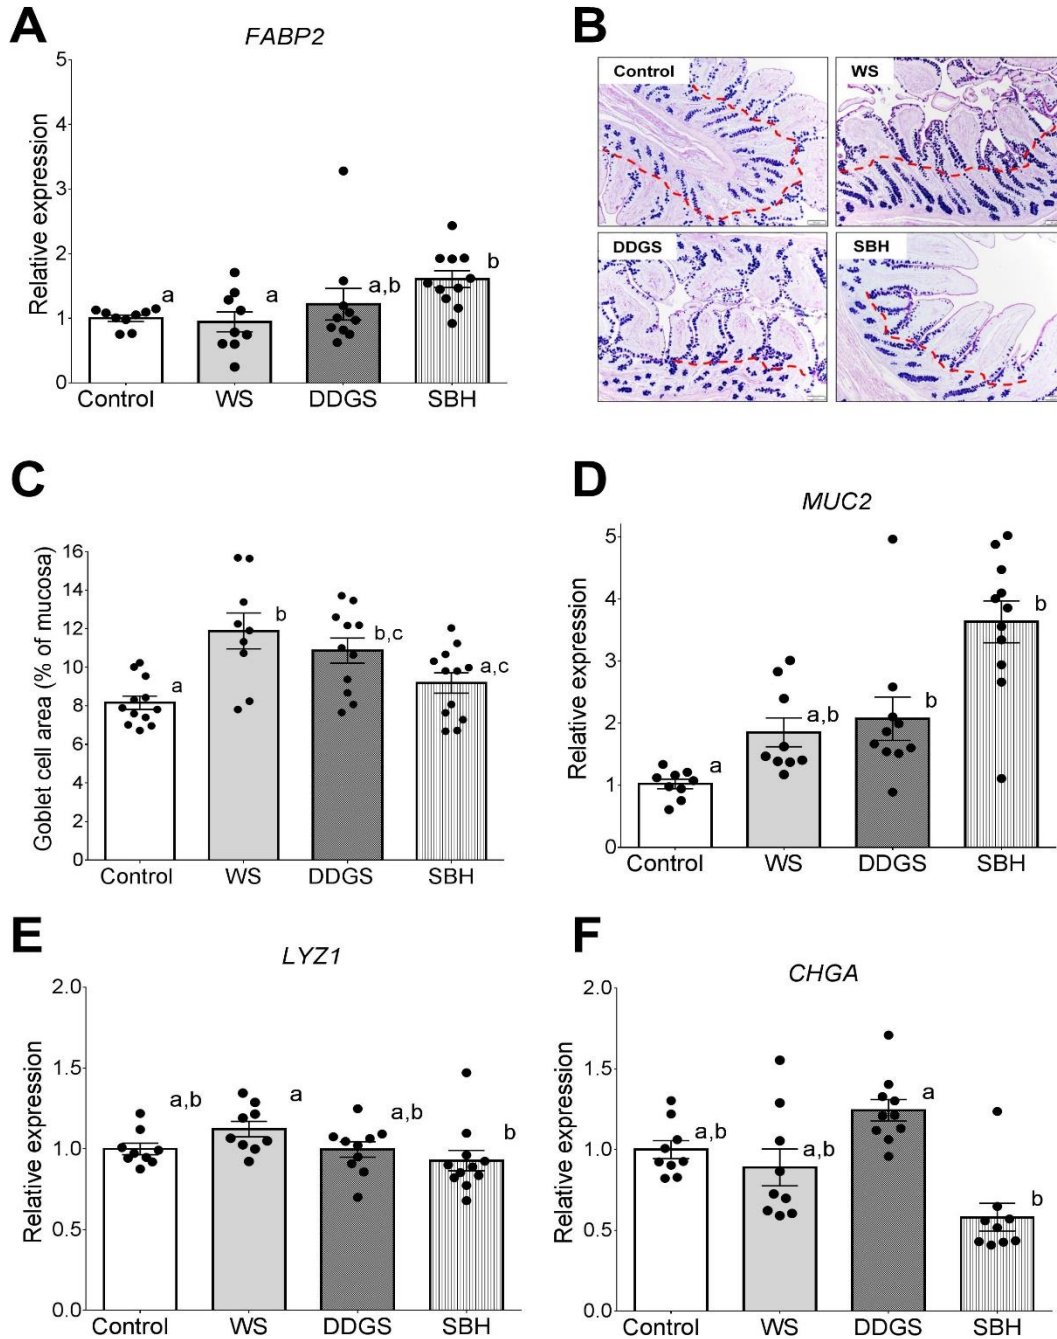 A
FABP2
Relative expression
5
4
3
2
1
0
a
a
a,b
b
Control
WS
DDGS
SBH
B
Control
WS
DDGS
SBH
C
Goblet cell area (% of mucosa)
16
14
12
10
8
6
4
2
0
a
b
b,c
a,c
Control
WS
DDGS
SBH
D
MUC2
Relative expression
5
4
3
2
1
0
a
a,b
b
b
Control
WS
DDGS
SBH
E
LYZ1
Relative expression
2.0
1.5
1.0
0.5
0.0
a,b
a
a,b
b
Control
WS
DDGS
SBH
F
CHGA
Relative expression
2.0
1.5
1.0
0.5
0.0
a,b
a,b
a
b
Control
WS
DDGS
SBH